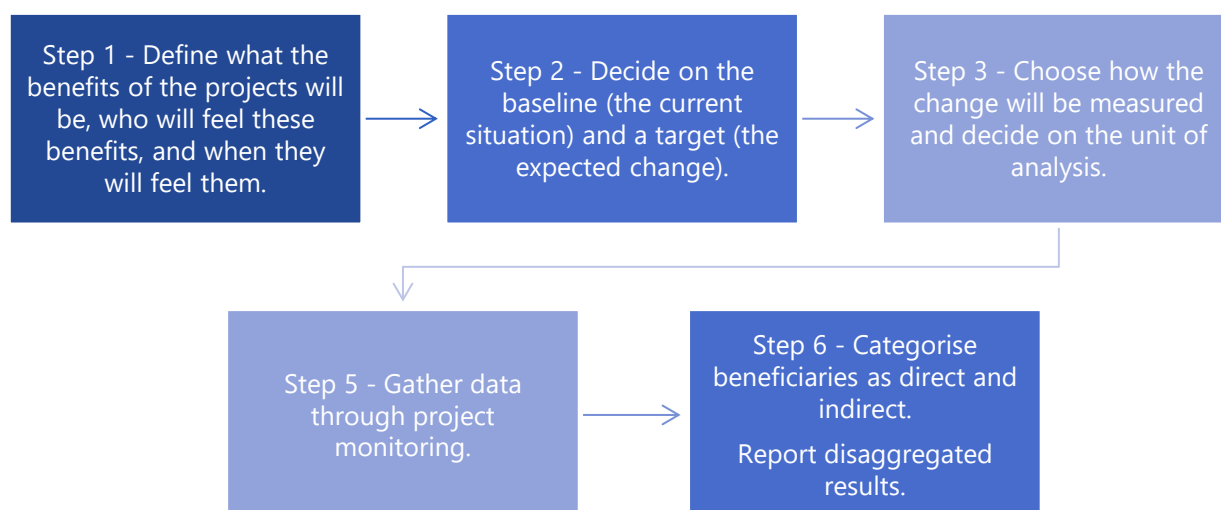 Step 1 - Define what the
benefits of the projects will
be, who will feel these
benefits, and when they
will feel them.
Step 2 - Decide on the
baseline (the current
situation) and a target (the
expected change).
Step 3 - Choose how the
change will be measured
and decide on the unit of
analysis.
Step 5 - Gather data
through project
monitoring.
Step 6 - Categorise
beneficiaries as direct and
indirect.
Report disaggregated
results.